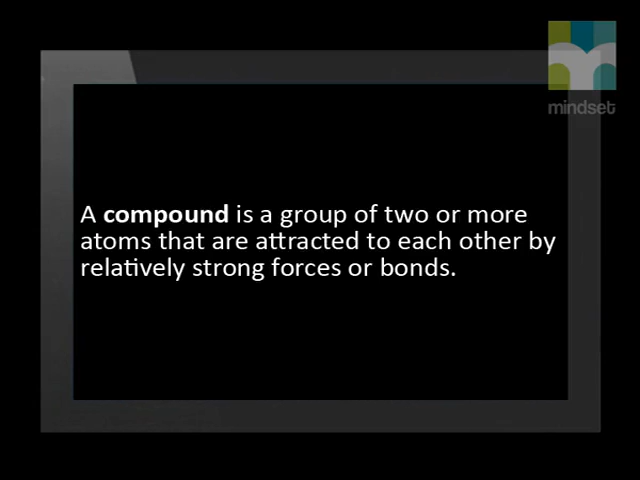 mindset
A compound is a group of two or more
atoms that are attracted to each other by
relatively strong forces or bonds.